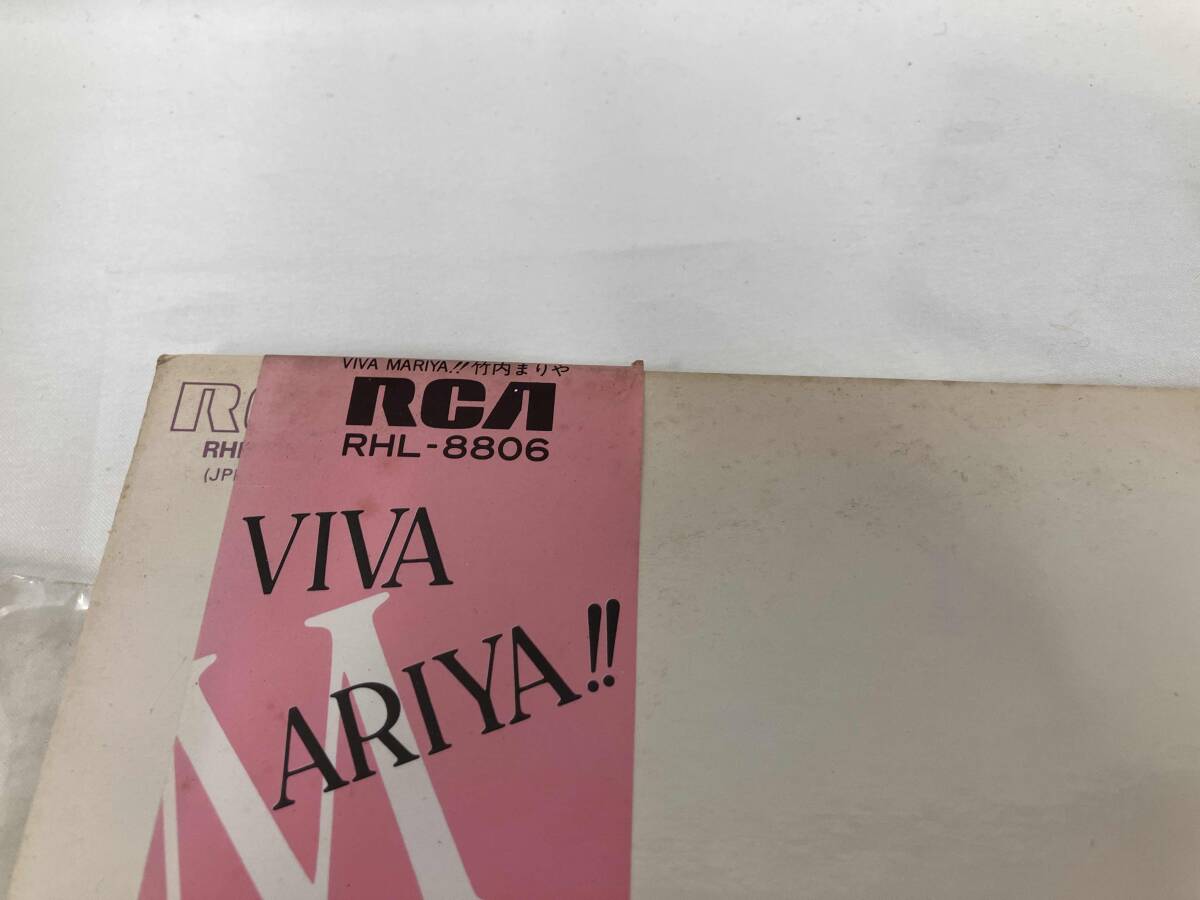 VIVA MARIYA!! 竹内まりや
RCA
RHL-8806
VIVA
MARIYA!!